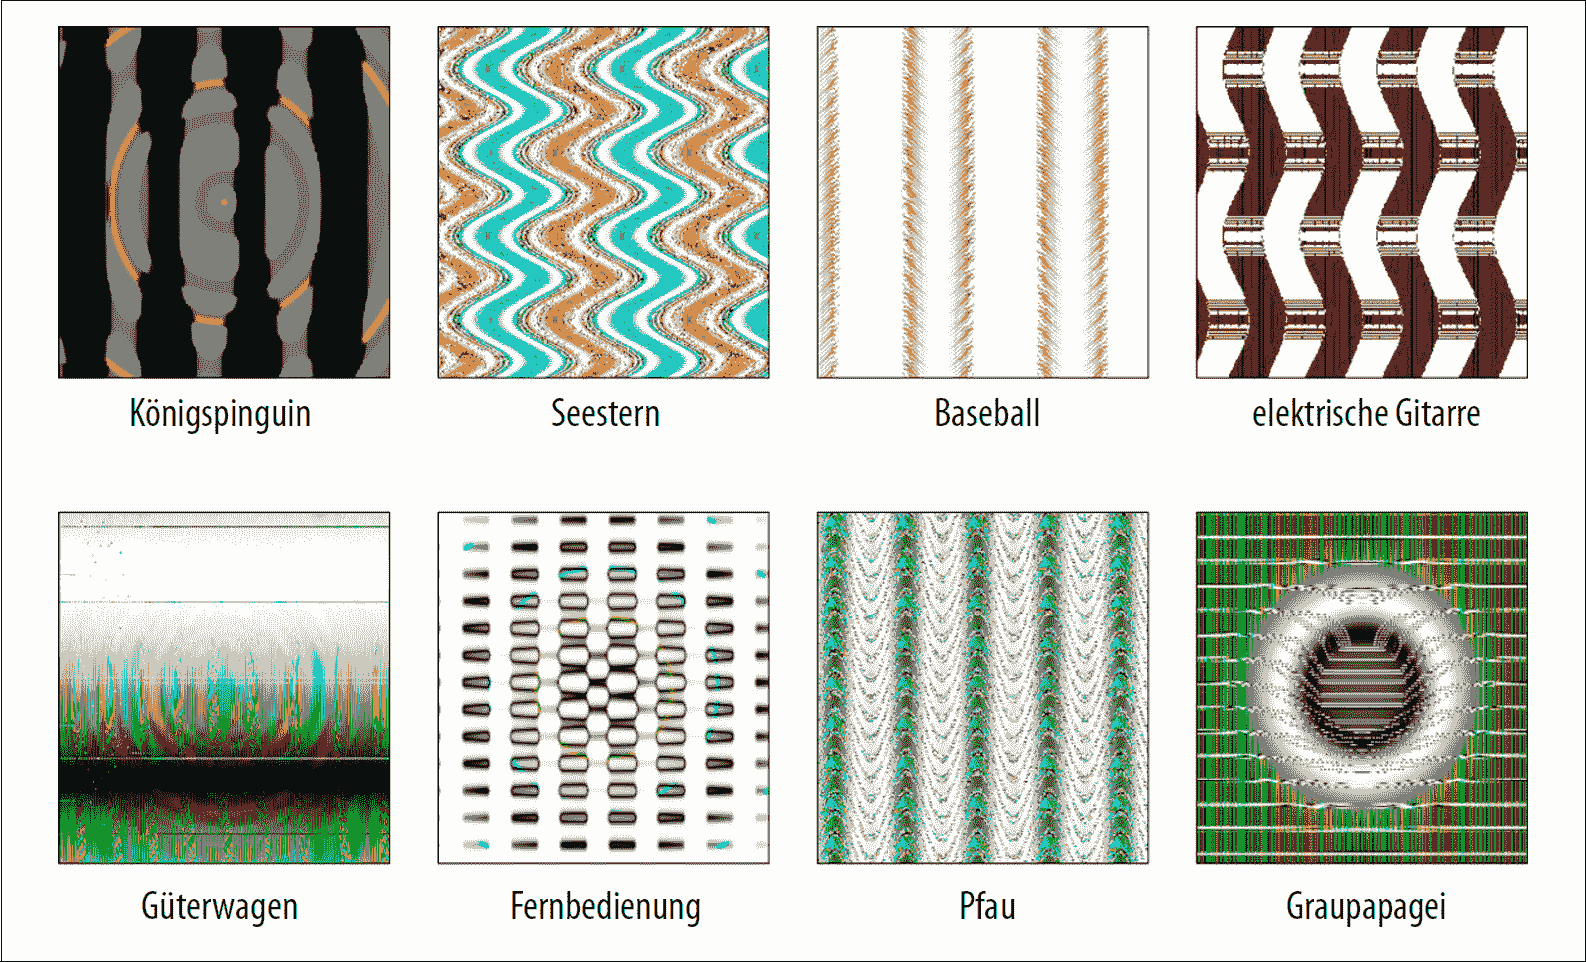 Königspinguin
Seestern
Baseball
elektrische Gitarre
Güterwagen
Fernbedienung
Pfau
Graupapagei